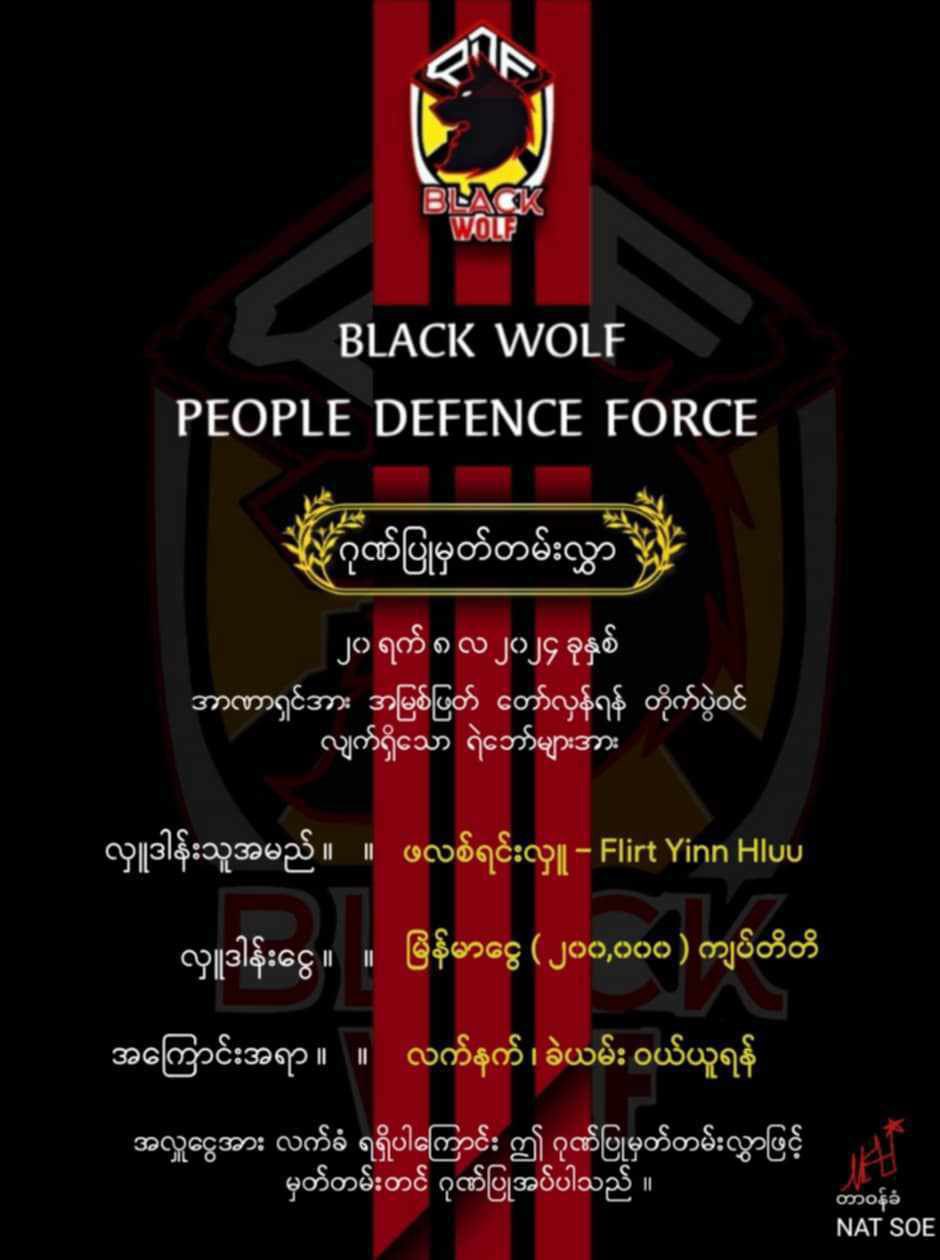 PDF
BLACK
WOLF
BLACK WOLF
PEOPLE DEFENCE FORCE
ဂုဏ်ပြုမှတ်တမ်းလွှာ
၂၀ ရက် ၈ လ ၂၀၂၄ ခုနှစ်
အာဏာရှင်အား အမြစ်ဖြတ် တော်လှန်ရန် တိုက်ပွဲဝင်
လျက်ရှိသော ရဲဘော်များအား
လှူဒါန်းသူအမည် ။ ။ ဖလစ်ရင်းလှူ – Flirt Yinn Hluu
လှူဒါန်းငွေ ။ ။ မြန်မာငွေ ( ၂၀၀,၀၀၀ ) ကျပ်တိတိ
အကြောင်းအရာ ။ ။ လက်နက် ၊ ခဲယမ်း ဝယ်ယူရန်
အလှူငွေအား လက်ခံ ရရှိပါကြောင်း ဤ ဂုဏ်ပြုမှတ်တမ်းလွှာဖြင့်
မှတ်တမ်းတင် ဂုဏ်ပြုအပ်ပါသည် ။
တာဝန်ခံ
NAT SOE
BLACK
WOLF